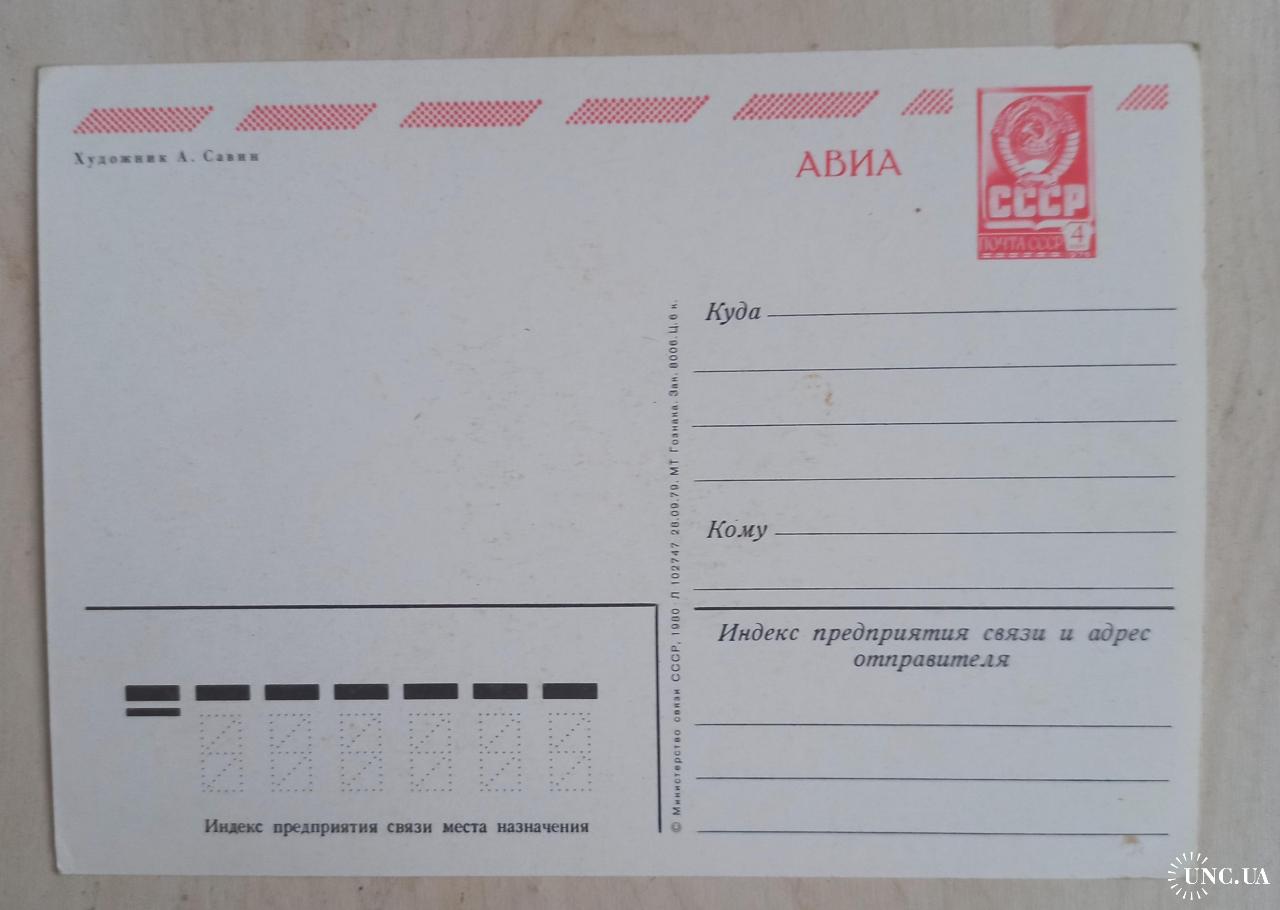 Художник А. Савин
АВИА
СССР
ПОЧТА СССР 4
Куда
Кому
© Министерство связи СССР, 1980. Л 102747. 28.09.79. МТ Гознака. Зак. 8006. Ц. 6 к.
Индекс предприятия связи и адрес
отправителя
Индекс предприятия связи места назначения
UNC.UA